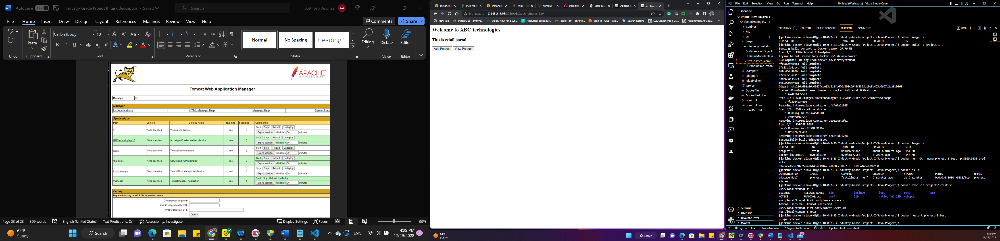 AutoSave On Industry Grade Project II task description • Saved Search Anthony Asonze AA
File Home Insert Draw Design Layout References Mailings Review View Help Comments Share
Paste Calibri (Body) 10 Aa Normal No Spacing Heading 1 Editing Dictate Editor
Undo Clipboard Font Paragraph Styles Voice Editor
™
THE
APACHE
SOFTWARE FOUNDATION
Tomcat Web Application Manager
Message: OK
Manager
List Applications HTML Manager Help Manager Help Server Statu
Applications
Path Version Display Name Running Sessions Commands
/ None specified Welcome to Tomcat true 0 Start Stop Reload Undeploy
Expire sessions with idle ≥ 30 minutes
/ABCtechnologies-1.0 None specified Archetype Created Web Application true 0 Start Stop Reload Undeploy
Expire sessions with idle ≥ 30 minutes
/docs None specified Tomcat Documentation true 0 Start Stop Reload Undeploy
Expire sessions with idle ≥ 30 minutes
/examples None specified Servlet and JSP Examples true 0 Start Stop Reload Undeploy
Expire sessions with idle ≥ 30 minutes
/host-manager None specified Tomcat Host Manager Application true 0 Start Stop Reload Undeploy
Expire sessions with idle ≥ 30 minutes
/manager None specified Tomcat Manager Application true 1 Start Stop Reload Undeploy
Expire sessions with idle ≥ 30 minutes
Deploy
Deploy directory or WAR file located on server
Context Path (required):
XML Configuration file URL:
WAR or Directory URL:
Deploy
Page 23 of 23 309 words English (United States) Text Predictions: On Accessibility: Investigate Display Settings Focus 99%
64°F
Sunny
Search ENG 4:29 PM
12/29/2022 33
Instance IAM Man Instance linux - Ho tomcat - Deploying Sign in [ Apache T 3.143.213
Not secure 3.143.213.93:8080/ABCtechnologies-1.0/
New Tab Inbox (32) - emmya... Apply now for a WE... Analytical procedur... Inbox (16) - christo... Sign In | AWS Traini... Search Results U.S. Citizenship | US... Nonimmigrant Visa... »
Welcome to ABC technologies
This is retail portal
Add Product View Product
64°F
Sunny
Search
File Edit Selection View Go Run Terminal Help Untitled (Workspace) - Visual Studio Code
EXPLORER
UNTITLED (WORKSPACE)
abctechnologie...
.settings
k8s
src
target
classes \ com \ abc
dataAccessObject
RetailModule.class
test-classes \ com \...
ProductImpTest.cl...
.classpath
.gitignore
.gitlab-ci.yml
.project
Dockerfile
Dockerfile.kube
pom.xml
pom.xml.bak
README.md
OUTLINE
TIMELINE
JAVA PROJECTS
MAVEN
PROBLEMS 1 OUTPUT DEBUG CONSOLE TERMINAL COMMENTS bash
[jenkins-docker-slave-01@ip-10-0-2-83 Industry-Grade-Project-I-Java-Project]$ docker image ls
REPOSITORY TAG IMAGE ID CREATED SIZE
[jenkins-docker-slave-01@ip-10-0-2-83 Industry-Grade-Project-I-Java-Project]$ docker build -t project-1 .
Sending build context to Docker daemon 29.76 MB
Step 1/4 : FROM tomcat:8.0-alpine
Trying to pull repository docker.io/library/tomcat ...
8.0-alpine: Pulling from docker.io/library/tomcat
4fe2ade4980c: Pull complete
6fc58a8d4ae4: Pull complete
7d9bd64c803b: Pull complete
a22aedc5ac11: Pull complete
5bde63ae3587: Pull complete
69cb0c9b940a: Pull complete
Digest: sha256:d02a16c0147fcae13d812fa670a4b3c9944f5328b10a5a463ad697d2aa5bb063
Status: Downloaded newer image for docker.io/tomcat:8.0-alpine
---> 624fb61775c3
Step 2/4 : ADD /target/ABCtechnologies-1.0.war /usr/local/tomcat/webapps
---> fa3034234450
Removing intermediate container dfffe7a61035
Step 3/4 : CMD catalina.sh run
---> Running in 2e0324a41f01
---> cc04f0f6958c
Removing intermediate container 2e0324a41f01
Step 4/4 : EXPOSE 8080
---> Running in c26348d9126a
---> 0d18c6695a6b
Removing intermediate container c26348d9126a
Successfully built 0d18c6695a6b
[jenkins-docker-slave-01@ip-10-0-2-83 Industry-Grade-Project-I-Java-Project]$ docker image ls
REPOSITORY TAG IMAGE ID CREATED SIZE
project-1 latest 0d18c6695a6b About a minute ago 154 MB
docker.io/tomcat 8.0-alpine 624fb61775c3 4 years ago 147 MB
[jenkins-docker-slave-01@ip-10-0-2-83 Industry-Grade-Project-I-Java-Project]$ docker run -dt --name project-1-test -p 8080:8080 proj
ect-1
c9acabe45de71b027e4a614cac19167fadbc08c88bf15f3f0195a46ce8399250
[jenkins-docker-slave-01@ip-10-0-2-83 Industry-Grade-Project-I-Java-Project]$ docker ps -a
CONTAINER ID IMAGE COMMAND CREATED STATUS PORTS NAMES
c9acabe45de7 project-1 "catalina.sh run" 9 minutes ago Up 9 minutes 0.0.0.0:8080->8080/tcp project
-1-test
[jenkins-docker-slave-01@ip-10-0-2-83 Industry-Grade-Project-I-Java-Project]$ docker exec -it project-1-test sh
/usr/local/tomcat # ls
LICENSE RELEASE-NOTES bin include logs temp work
NOTICE RUNNING.txt conf lib native-jni-lib webapps
/usr/local/tomcat # vi conf/tomcat-users.x
tomcat-users.xml tomcat-users.xsd
/usr/local/tomcat # vi conf/tomcat-users.xml
/usr/local/tomcat # exit
[jenkins-docker-slave-01@ip-10-0-2-83 Industry-Grade-Project-I-Java-Project]$ docker restart project-1-test
project-1-test
[jenkins-docker-slave-01@ip-10-0-2-83 Industry-Grade-Project-I-Java-Project]$
Sign in to Jira No active issue Sign in to Bitbucket 0 1 Pipelines (not connected)
20 4:29 PM
12/29/2022